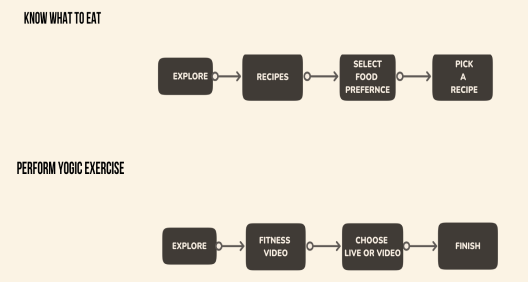 KNOW WHAT TO EAT
EXPLORE
RECIPES
SELECT
FOOD
PREFERNCE
PICK
A
RECIPE
PERFORM YOGIC EXERCISE
EXPLORE
FITNESS
VIDEO
CHOOSE
LIVE OR VIDEO
FINISH